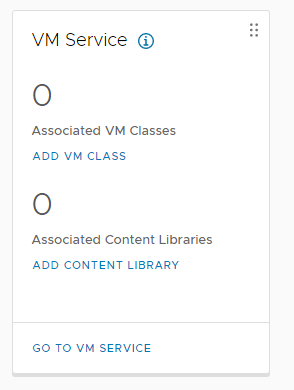 VM Service
0
Associated VM Classes
ADD VM CLASS
0
Associated Content Libraries
ADD CONTENT LIBRARY
GO TO VM SERVICE